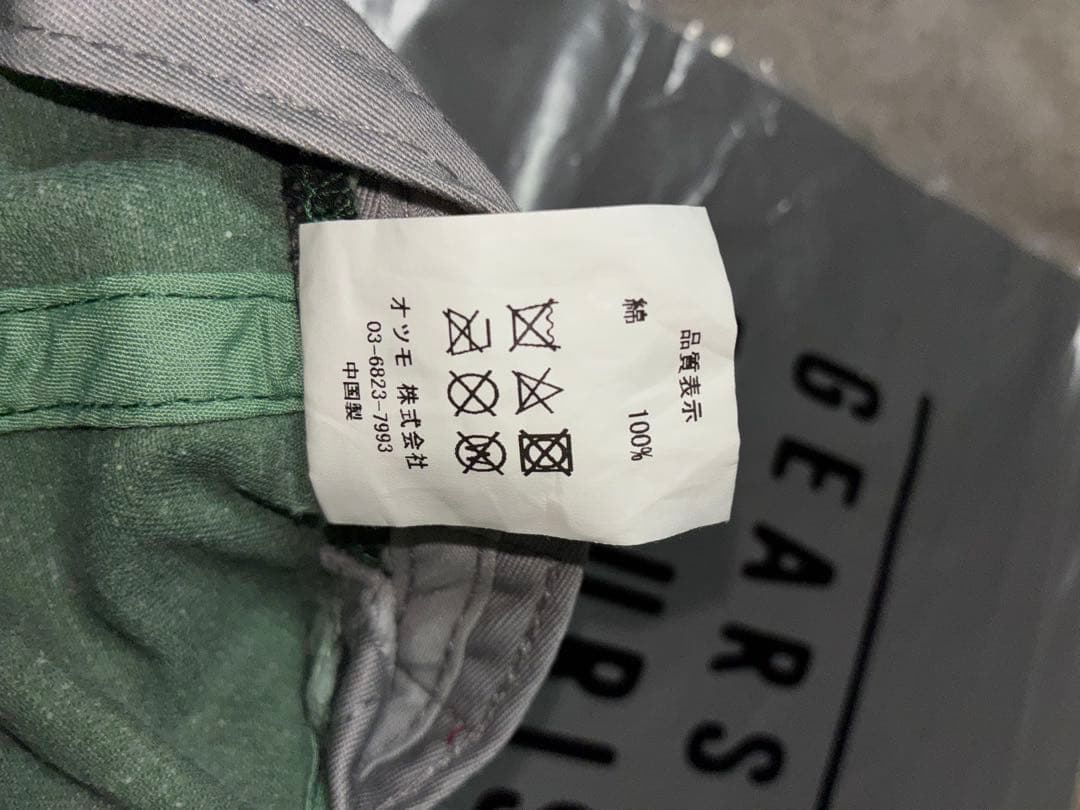 品質表示
綿 100%
オツモ 株式会社
03-6823-7993
中国製
GEARS
URIS